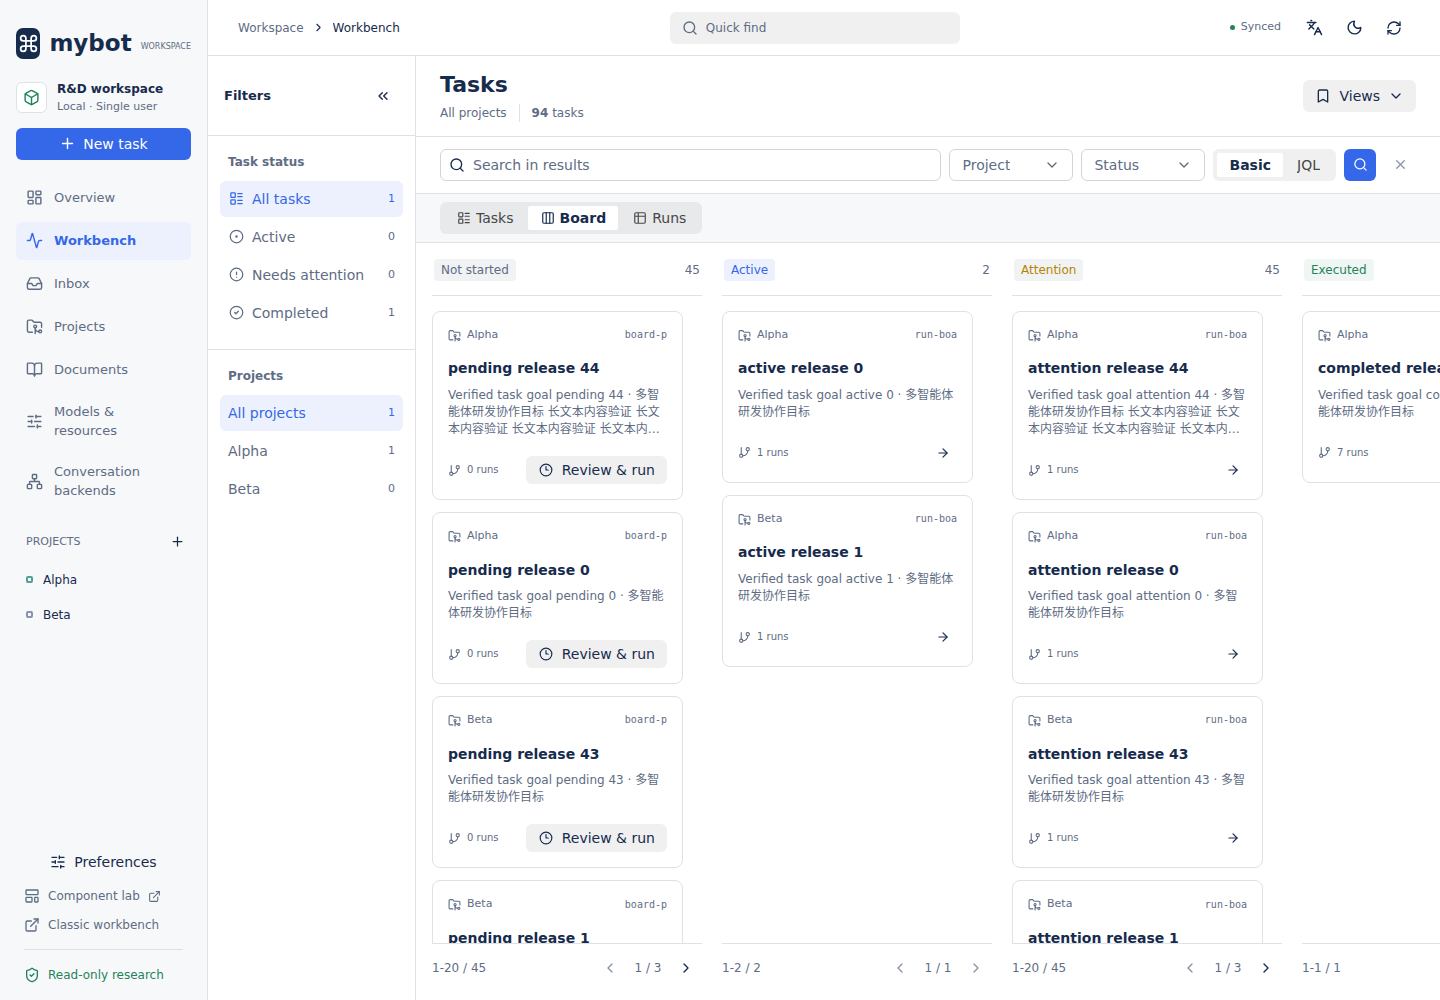 mybot WORKSPACE
R&D workspace
Local · Single user
New task
Overview
Workbench
Inbox
Projects
Documents
Models &
resources
Conversation
backends
PROJECTS
Alpha
Beta
Preferences
Component lab
Classic workbench
Read-only research
Workspace > Workbench
Quick find
Synced
Filters
Task status
All tasks 1
Active 0
Needs attention 0
Completed 1
Projects
All projects 1
Alpha 1
Beta 0
Tasks
All projects 94 tasks
Views
Search in results
Project
Status
Basic JQL
Tasks Board Runs
Not started 45
Alpha board-p
pending release 44
Verified task goal pending 44 · 多智
能体研发协作目标 长文本内容验证 长文
本内容验证 长文本内容验证 长文本内...
0 runs Review & run
Alpha board-p
pending release 0
Verified task goal pending 0 · 多智能
体研发协作目标
0 runs Review & run
Beta board-p
pending release 43
Verified task goal pending 43 · 多智
能体研发协作目标
0 runs Review & run
Beta board-p
pending release 1
1-20 / 45 1 / 3
Active 2
Alpha run-boa
active release 0
Verified task goal active 0 · 多智能体
研发协作目标
1 runs
Beta run-boa
active release 1
Verified task goal active 1 · 多智能体
研发协作目标
1 runs
1-2 / 2 1 / 1
Attention 45
Alpha run-boa
attention release 44
Verified task goal attention 44 · 多智
能体研发协作目标 长文本内容验证 长文
本内容验证 长文本内容验证 长文本内...
1 runs
Alpha run-boa
attention release 0
Verified task goal attention 0 · 多智
能体研发协作目标
1 runs
Beta run-boa
attention release 43
Verified task goal attention 43 · 多智
能体研发协作目标
1 runs
Beta run-boa
attention release 1
1-20 / 45 1 / 3
Executed
Alpha
completed relea
Verified task goal co
能体研发协作目标
7 runs
1-1 / 1